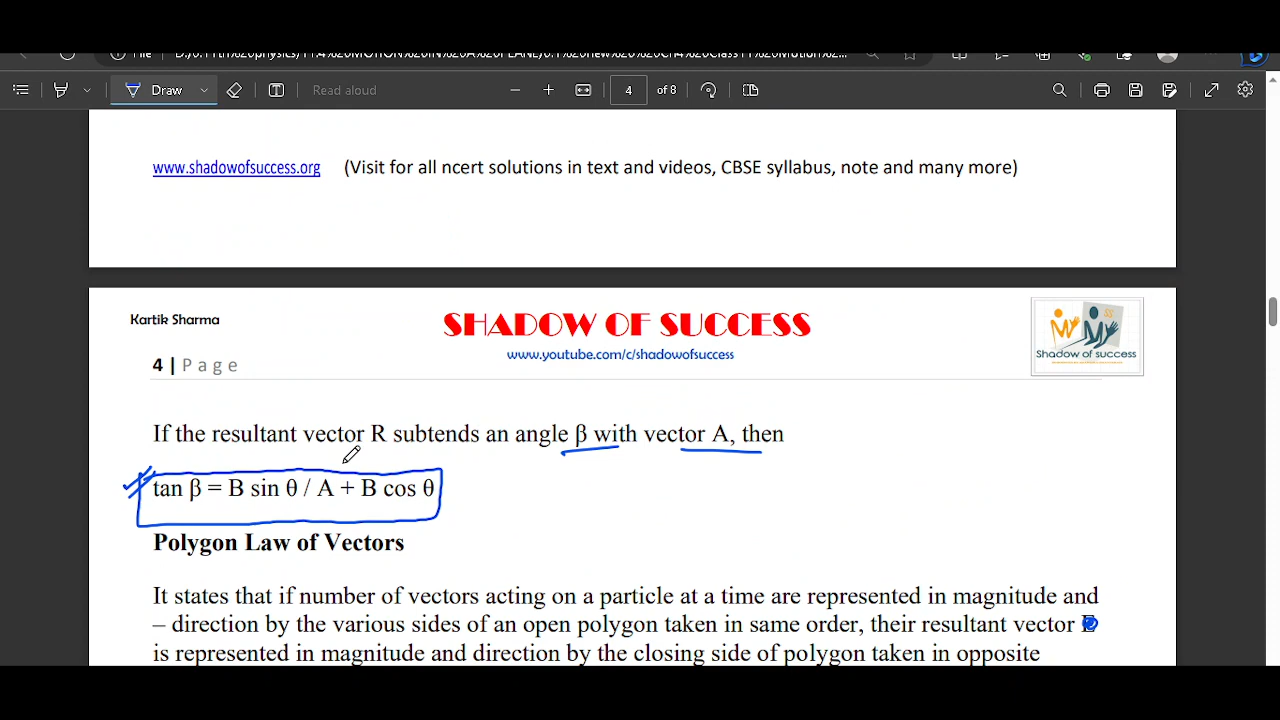 Draw
Read aloud
4 of 8
www.shadowofsuccess.org (Visit for all ncert solutions in text and videos, CBSE syllabus, note and many more)
Kartik Sharma
SHADOW OF SUCCESS
www.youtube.com/c/shadowofsuccess
Shadow of success
4 | Page
If the resultant vector R subtends an angle β with vector A, then
tan β = B sin θ / A + B cos θ
Polygon Law of Vectors
It states that if number of vectors acting on a particle at a time are represented in magnitude and
– direction by the various sides of an open polygon taken in same order, their resultant vector
is represented in magnitude and direction by the closing side of polygon taken in opposite